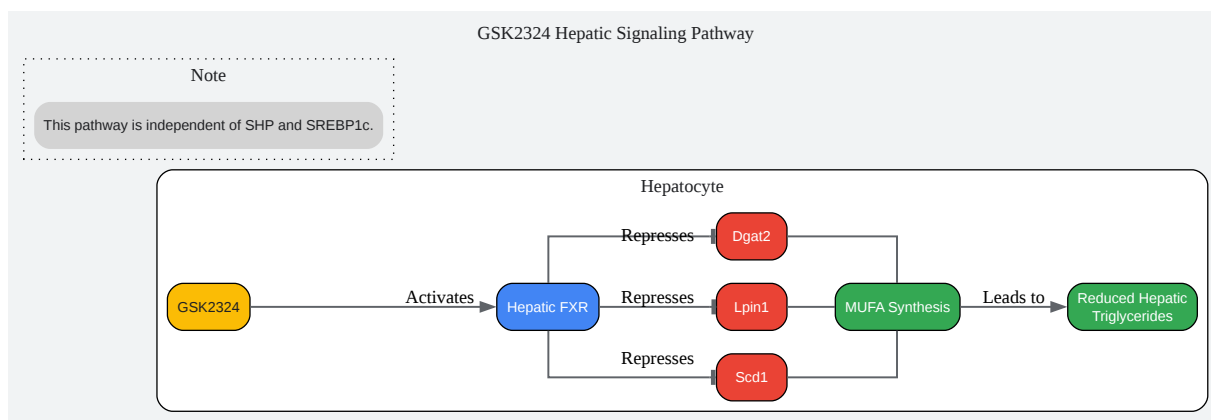 GSK2324 Hepatic Signaling Pathway
Note
This pathway is independent of SHP and SREBP1c.
Hepatocyte
Represses
Dgat2
GSK2324
Activates
Hepatic FXR
Represses
Lpin1
MUFA Synthesis
Leads to
Reduced Hepatic
Triglycerides
Represses
Scd1